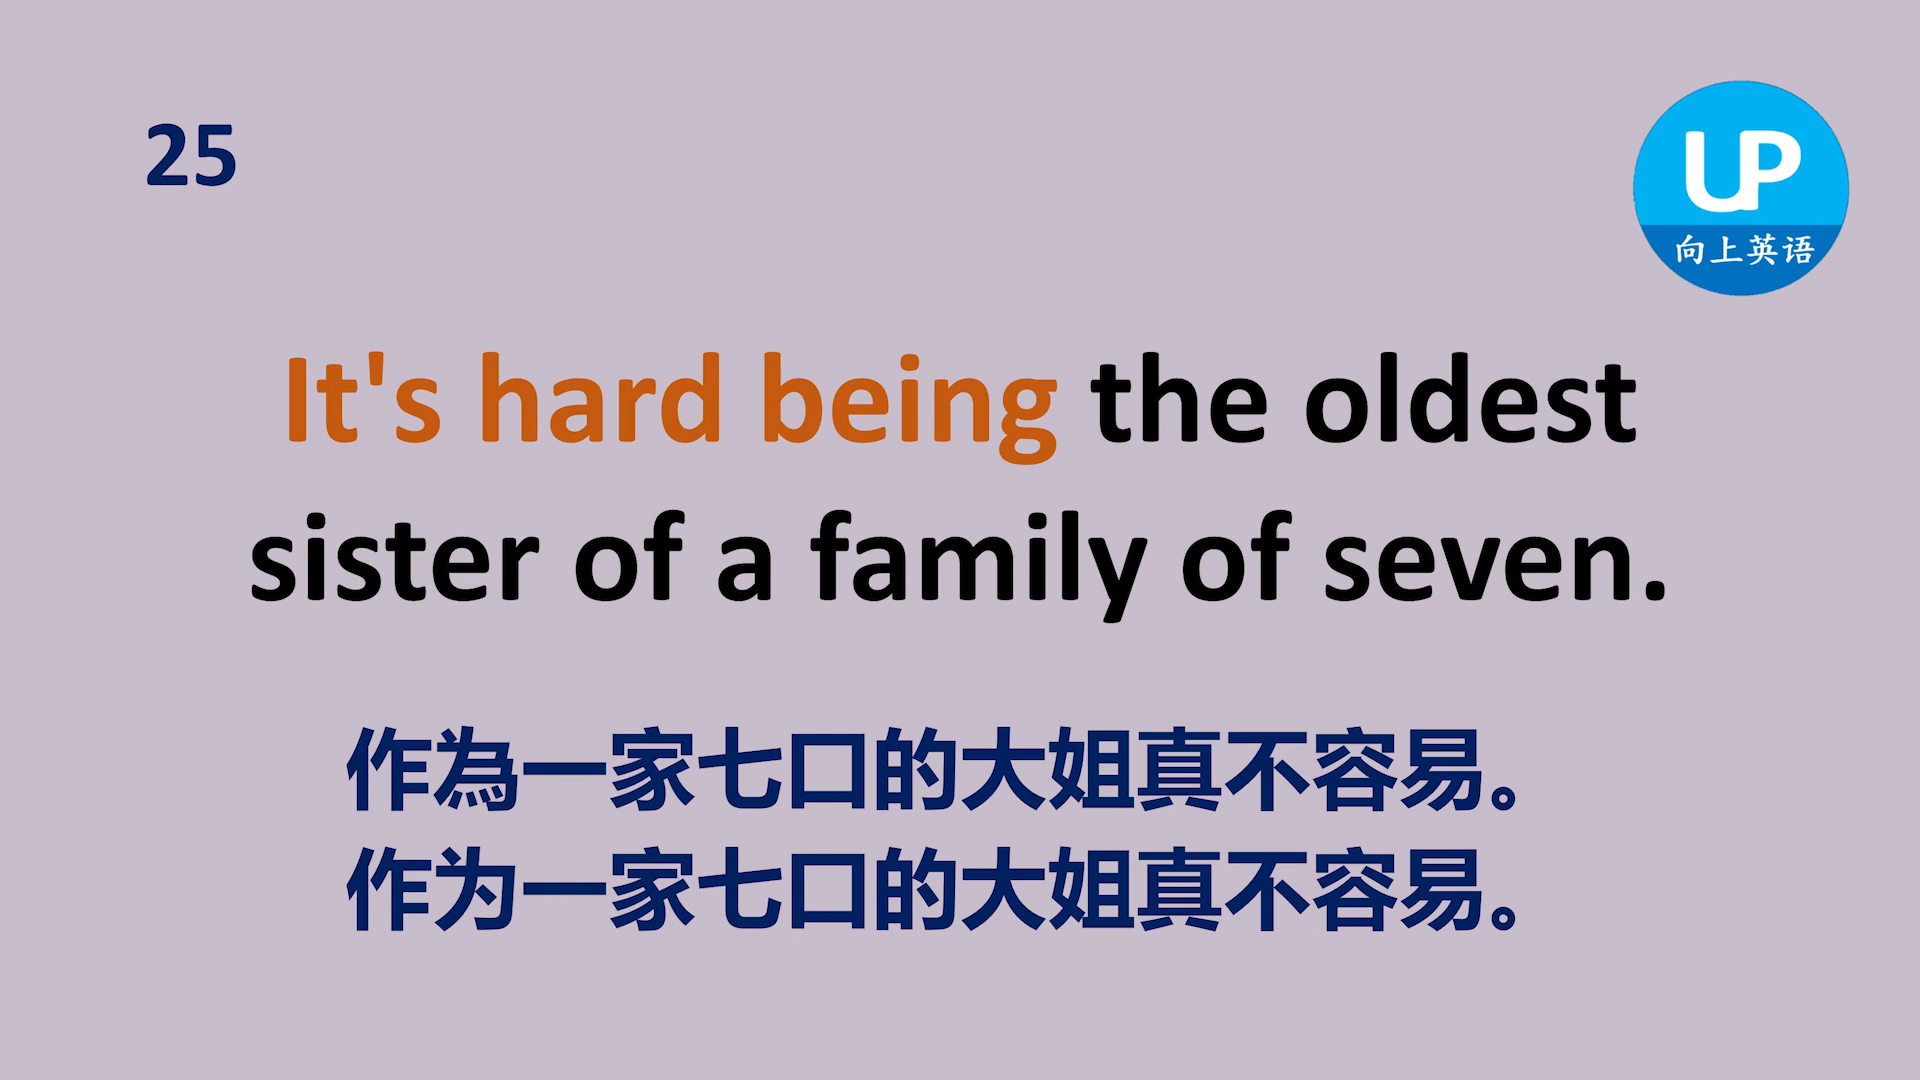 25
UP
向上英语
It's hard being the oldest
sister of a family of seven.
作為一家七口的大姐真不容易。
作为一家七口的大姐真不容易。